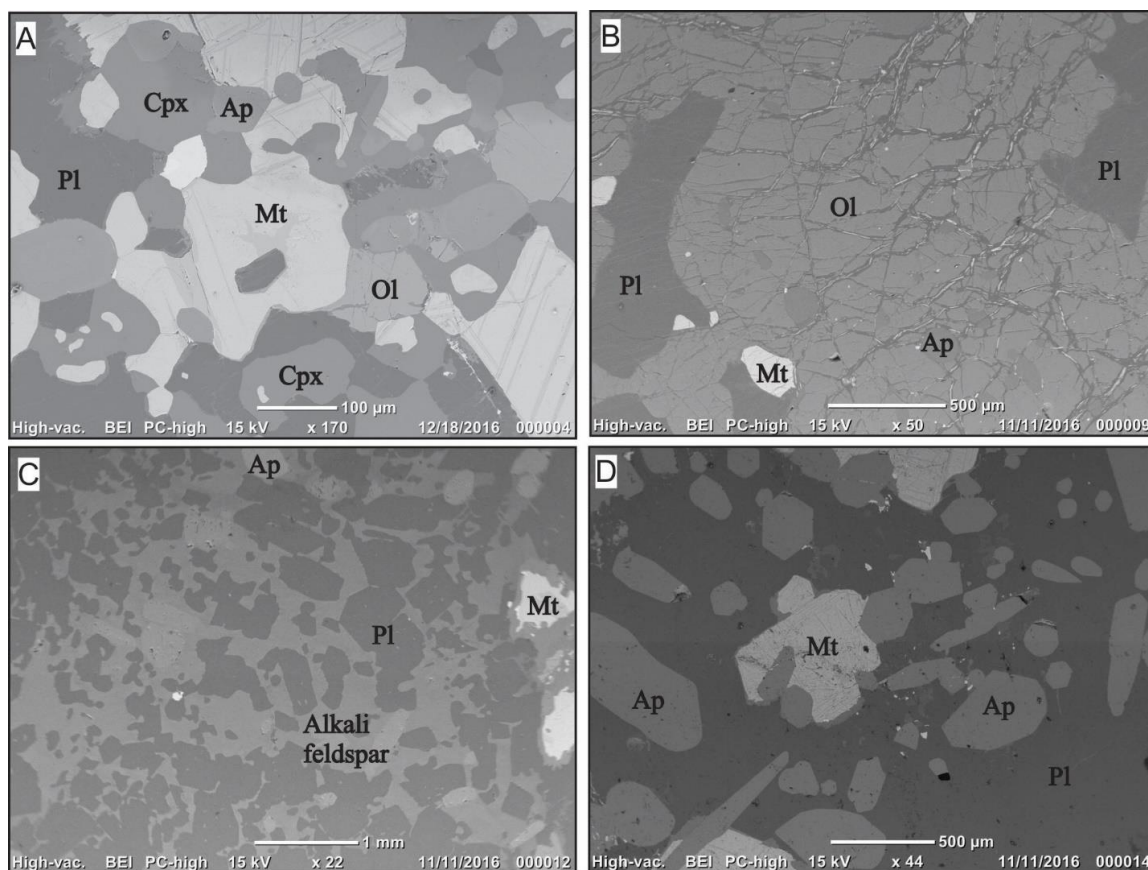 A
Cpx
Ap
Pl
Mt
Ol
Cpx
100 µm
High-vac. BEI PC-high 15 kV x 170 12/18/2016 000004
B
Pl
Ol
Pl
Ap
Mt
500 µm
High-vac. BEI PC-high 15 kV x 50 11/11/2016 000009
C
Ap
Mt
Pl
Alkali
feldspar
1 mm
High-vac. BEI PC-high 15 kV x 22 11/11/2016 000012
D
Mt
Ap
Ap
Pl
500 µm
High-vac. BEI PC-high 15 kV x 44 11/11/2016 000014